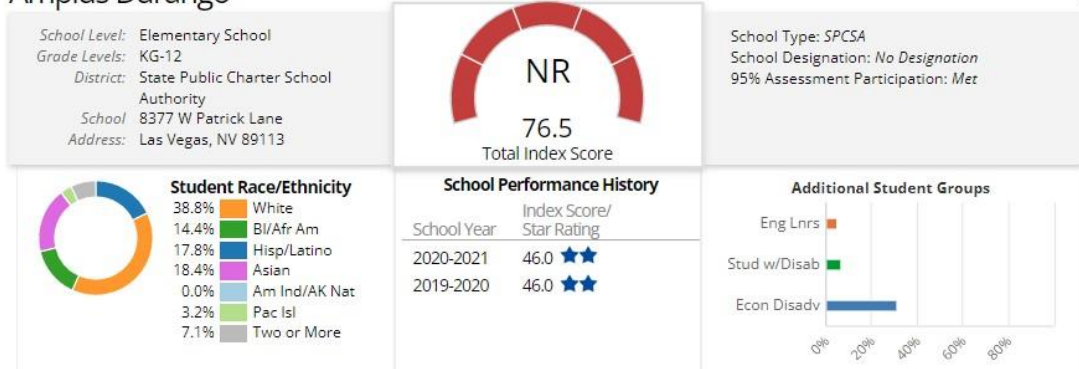 School Level: Elementary School
Grade Levels: KG-12
District: State Public Charter School
Authority
School 8377 W Patrick Lane
Address: Las Vegas, NV 89113
NR
76.5
Total Index Score
School Type: SPCSA
School Designation: No Designation
95% Assessment Participation: Met
Student Race/Ethnicity
38.8% White
14.4% Bl/Afr Am
17.8% Hisp/Latino
18.4% Asian
0.0% Am Ind/AK Nat
3.2% Pac Isl
7.1% Two or More
School Performance History
School Year Index Score/
Star Rating
2020-2021 46.0
2019-2020 46.0
Additional Student Groups
Eng Lnrs
Stud w/Disab
Econ Disadv
0% 20% 40% 60% 80%